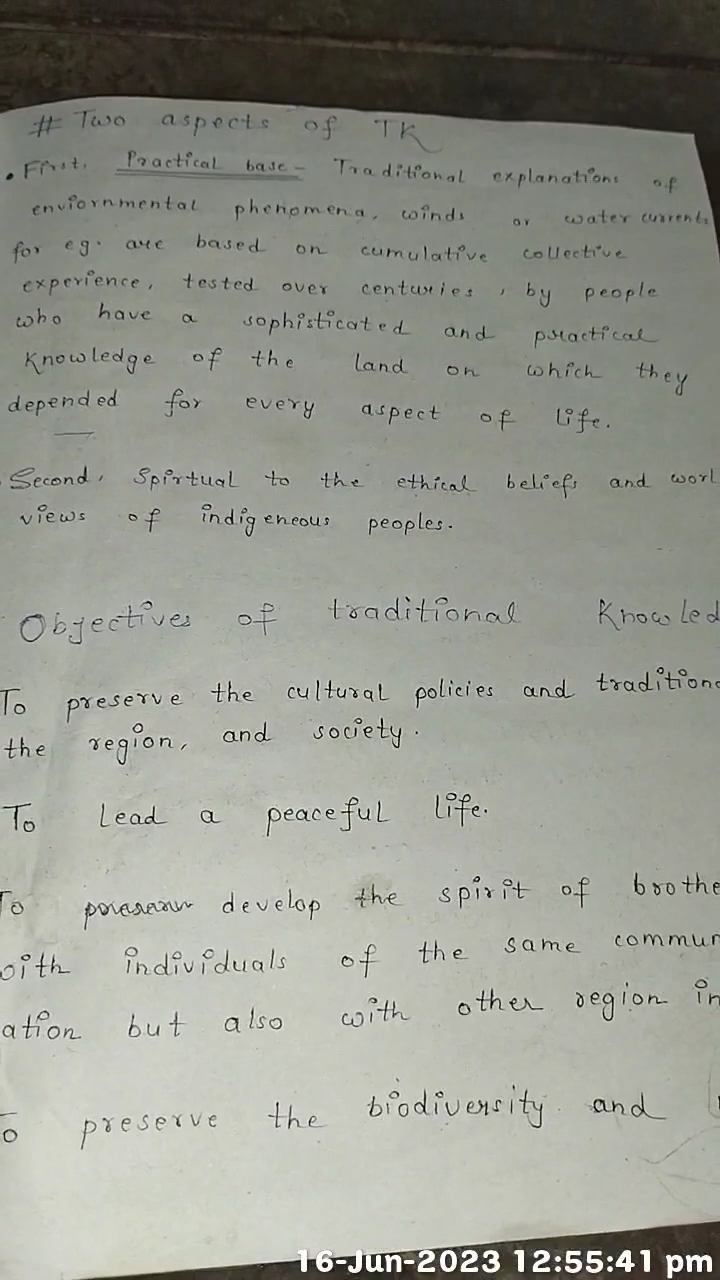 # Two aspects of TK
• First. Practical base - Traditional explanations of
enviornmental phenomena, winds or water currents
for eg. are based on cumulative collective
experience, tested over centuries, by people
who have a sophisticated and practical
Knowledge of the land on which they
depended for every aspect of life.
Second, Spirtual to the ethical beliefs and worl
views of indigeneous peoples.
Objectives of traditional Knowled
To preserve the cultural policies and tradition
the region, and society.
To Lead a peaceful life.
To develop the spirit of brothe
with individuals of the same commun
ation but also with other region in
To preserve the biodiversity and
16-Jun-2023 12:55:41 pm